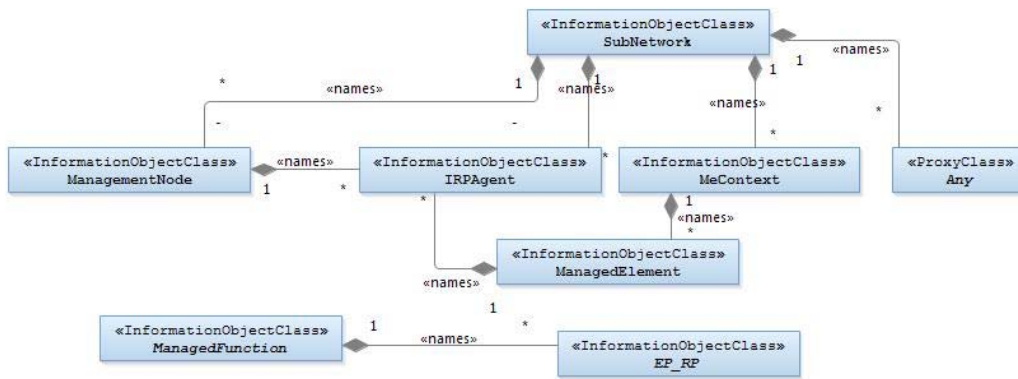 «InformationObjectClass»
SubNetwork
1
1
1
1
«names»
«names»
«names»
«names»
*
*
-
-
*
*
«InformationObjectClass»
ManagementNode
«names»
1
*
«InformationObjectClass»
IRPAgent
*
«InformationObjectClass»
MeContext
1
«names»
*
«ProxyClass»
Any
«InformationObjectClass»
ManagedElement
«names»
1
«InformationObjectClass»
ManagedFunction
1
*
«names»
«InformationObjectClass»
EP_RP